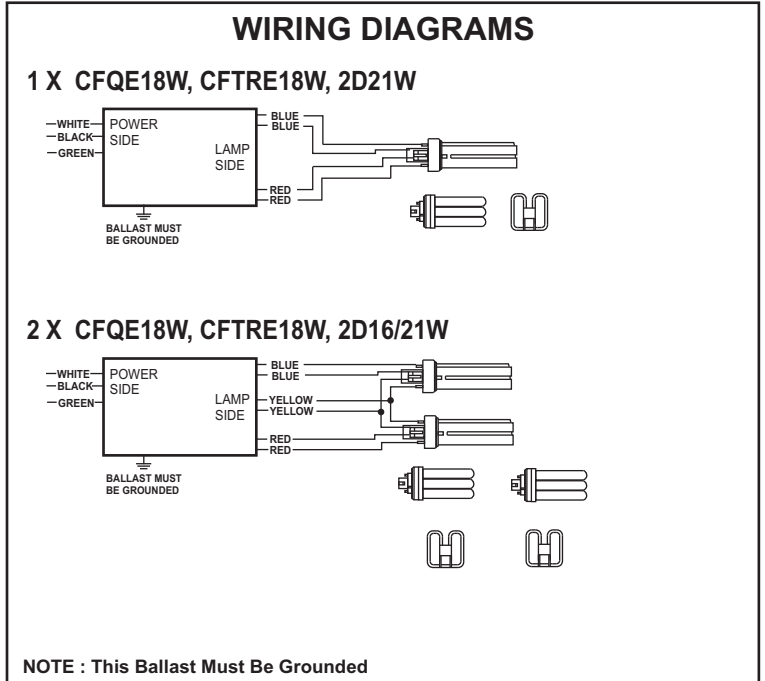 WIRING DIAGRAMS
1 X CFQE18W, CFTRE18W, 2D21W
WHITE
BLACK
GREEN
POWER
SIDE
LAMP
SIDE
BLUE
BLUE
RED
RED
BALLAST MUST
BE GROUNDED
2 X CFQE18W, CFTRE18W, 2D16/21W
WHITE
BLACK
GREEN
POWER
SIDE
LAMP
SIDE
BLUE
BLUE
YELLOW
YELLOW
RED
RED
BALLAST MUST
BE GROUNDED
NOTE : This Ballast Must Be Grounded